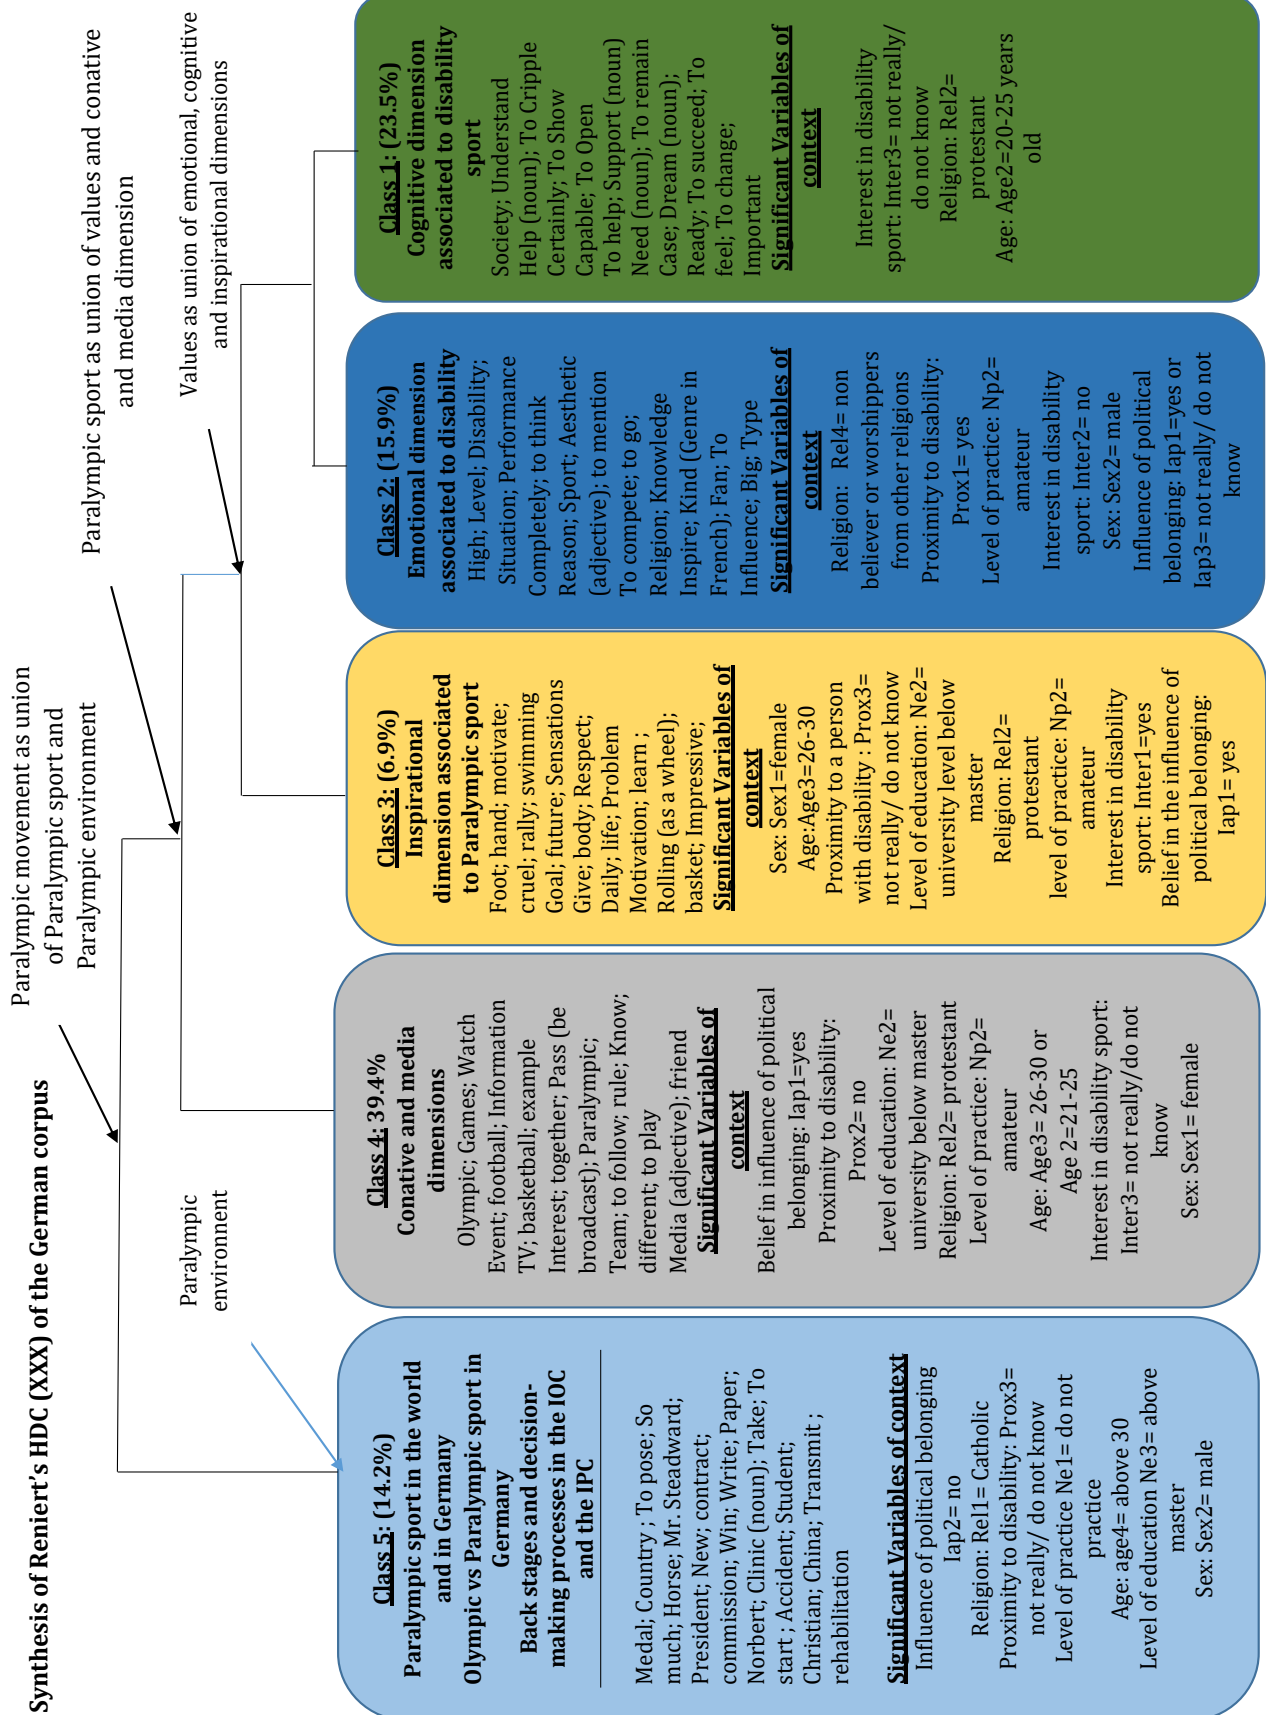 Synthesis of Reniert's HDC (XXX) of the German corpus
Paralympic movement as union
of Paralympic sport and
Paralympic environment
Paralympic sport as union of values and conative
and media dimension
Values as union of emotional, cognitive
and inspirational dimensions
Paralympic
environment
Class 5: (14.2%)
Paralympic sport in the world
and in Germany
Olympic vs Paralympic sport in
Germany
Back stages and decision-
making processes in the IOC
and the IPC
Medal; Country ; To pose; So
much; Horse; Mr. Steadward;
President; New; contract;
commission; Win; Write; Paper;
Norbert; Clinic (noun); Take; To
start ; Accident; Student;
Christian; China; Transmit ;
rehabilitation
Significant Variables of context
Influence of political belonging
Iap2= no
Religion: Rel1= Catholic
Proximity to disability: Prox3=
not really/ do not know
Level of practice Ne1= do not
practice
Age: age4= above 30
Level of education Ne3= above
master
Sex: Sex2= male
Class 4: 39.4%
Conative and media
dimensions
Olympic; Games; Watch
Event; football; Information
TV; basketball; example
Interest; together; Pass (be
broadcast); Paralympic;
Team; to follow; rule; Know;
different; to play
Media (adjective); friend
Significant Variables of
context
Belief in influence of political
belonging: Iap1=yes
Proximity to disability:
Prox2= no
Level of education: Ne2=
university below master
Religion: Rel2= protestant
Level of practice: Np2=
amateur
Age: Age3= 26-30 or
Age 2=21-25
Interest in disability sport:
Inter3= not really/do not
know
Sex: Sex1= female
Class 3: (6.9%)
Inspirational
dimension associated
to Paralympic sport
Foot; hand; motivate;
cruel; rally; swimming
Goal; future; Sensations
Give; body; Respect;
Daily; life; Problem
Motivation; learn ;
Rolling (as a wheel);
basket; Impressive;
Significant Variables of
context
Sex: Sex1=female
Age:Age3=26-30
Proximity to a person
with disability : Prox3=
not really/ do not know
Level of education: Ne2=
university level below
master
Religion: Rel2=
protestant
level of practice: Np2=
amateur
Interest in disability
sport: Inter1=yes
Belief in the influence of
political belonging:
Iap1= yes
Class 2: (15.9%)
Emotional dimension
associated to disability
High; Level; Disability;
Situation; Performance
Completely; to think
Reason; Sport; Aesthetic
(adjective); to mention
To compete; to go;
Religion; Knowledge
Inspire; Kind (Genre in
French); Fan; To
Influence; Big; Type
Significant Variables of
context
Religion: Rel4= non
believer or worshippers
from other religions
Proximity to disability:
Prox1= yes
Level of practice: Np2=
amateur
Interest in disability
sport: Inter2= no
Sex: Sex2= male
Influence of political
belonging: Iap1=yes or
Iap3= not really/ do not
know
Class 1: (23.5%)
Cognitive dimension
associated to disability
sport
Society; Understand
Help (noun); To Cripple
Certainly; To Show
Capable; To Open
To help; Support (noun)
Need (noun); To remain
Case; Dream (noun);
Ready; To succeed; To
feel; To change;
Important
Significant Variables of
context
Interest in disability
sport: Inter3= not really/
do not know
Religion: Rel2=
protestant
Age: Age2=20-25 years
old